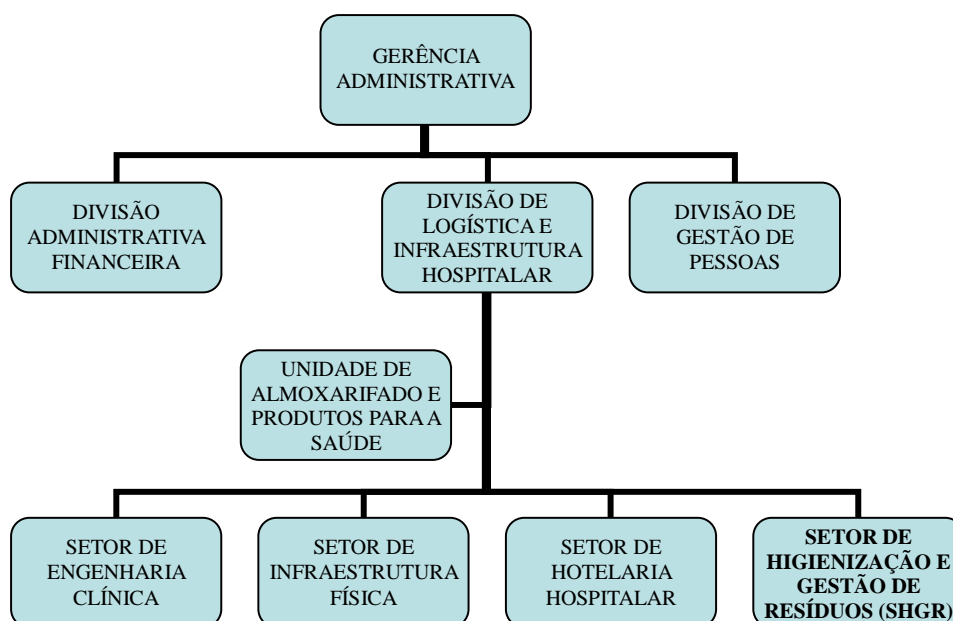 GERÊNCIA
ADMINISTRATIVA
DIVISÃO
ADMINISTRATIVA
FINANCEIRA
DIVISÃO DE
LOGÍSTICA E
INFRAESTRUTURA
HOSPITALAR
DIVISÃO DE
GESTÃO DE
PESSOAS
UNIDADE DE
ALMOXARIFADO E
PRODUTOS PARA A
SAÚDE
SETOR DE
ENGENHARIA
CLÍNICA
SETOR DE
INFRAESTRUTURA
FÍSICA
SETOR DE
HOTELARIA
HOSPITALAR
SETOR DE
HIGIENIZAÇÃO E
GESTÃO DE
RESÍDUOS (SHGR)